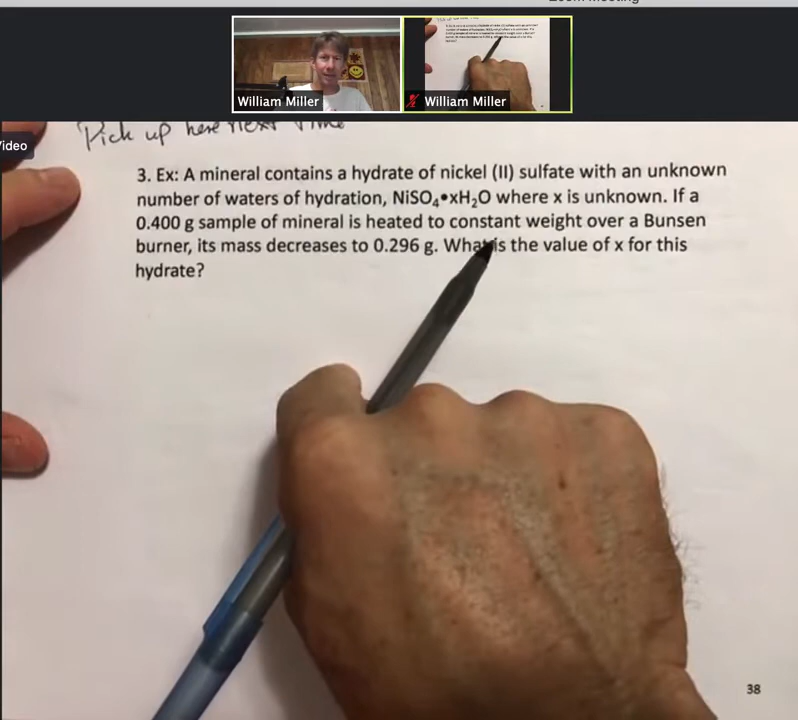 William Miller
William Miller
Video
Pick up here next time
3. Ex: A mineral contains a hydrate of nickel (II) sulfate with an unknown
number of waters of hydration, NiSO₄•xH₂O where x is unknown. If a
0.400 g sample of mineral is heated to constant weight over a Bunsen
burner, its mass decreases to 0.296 g. What is the value of x for this
hydrate?
38